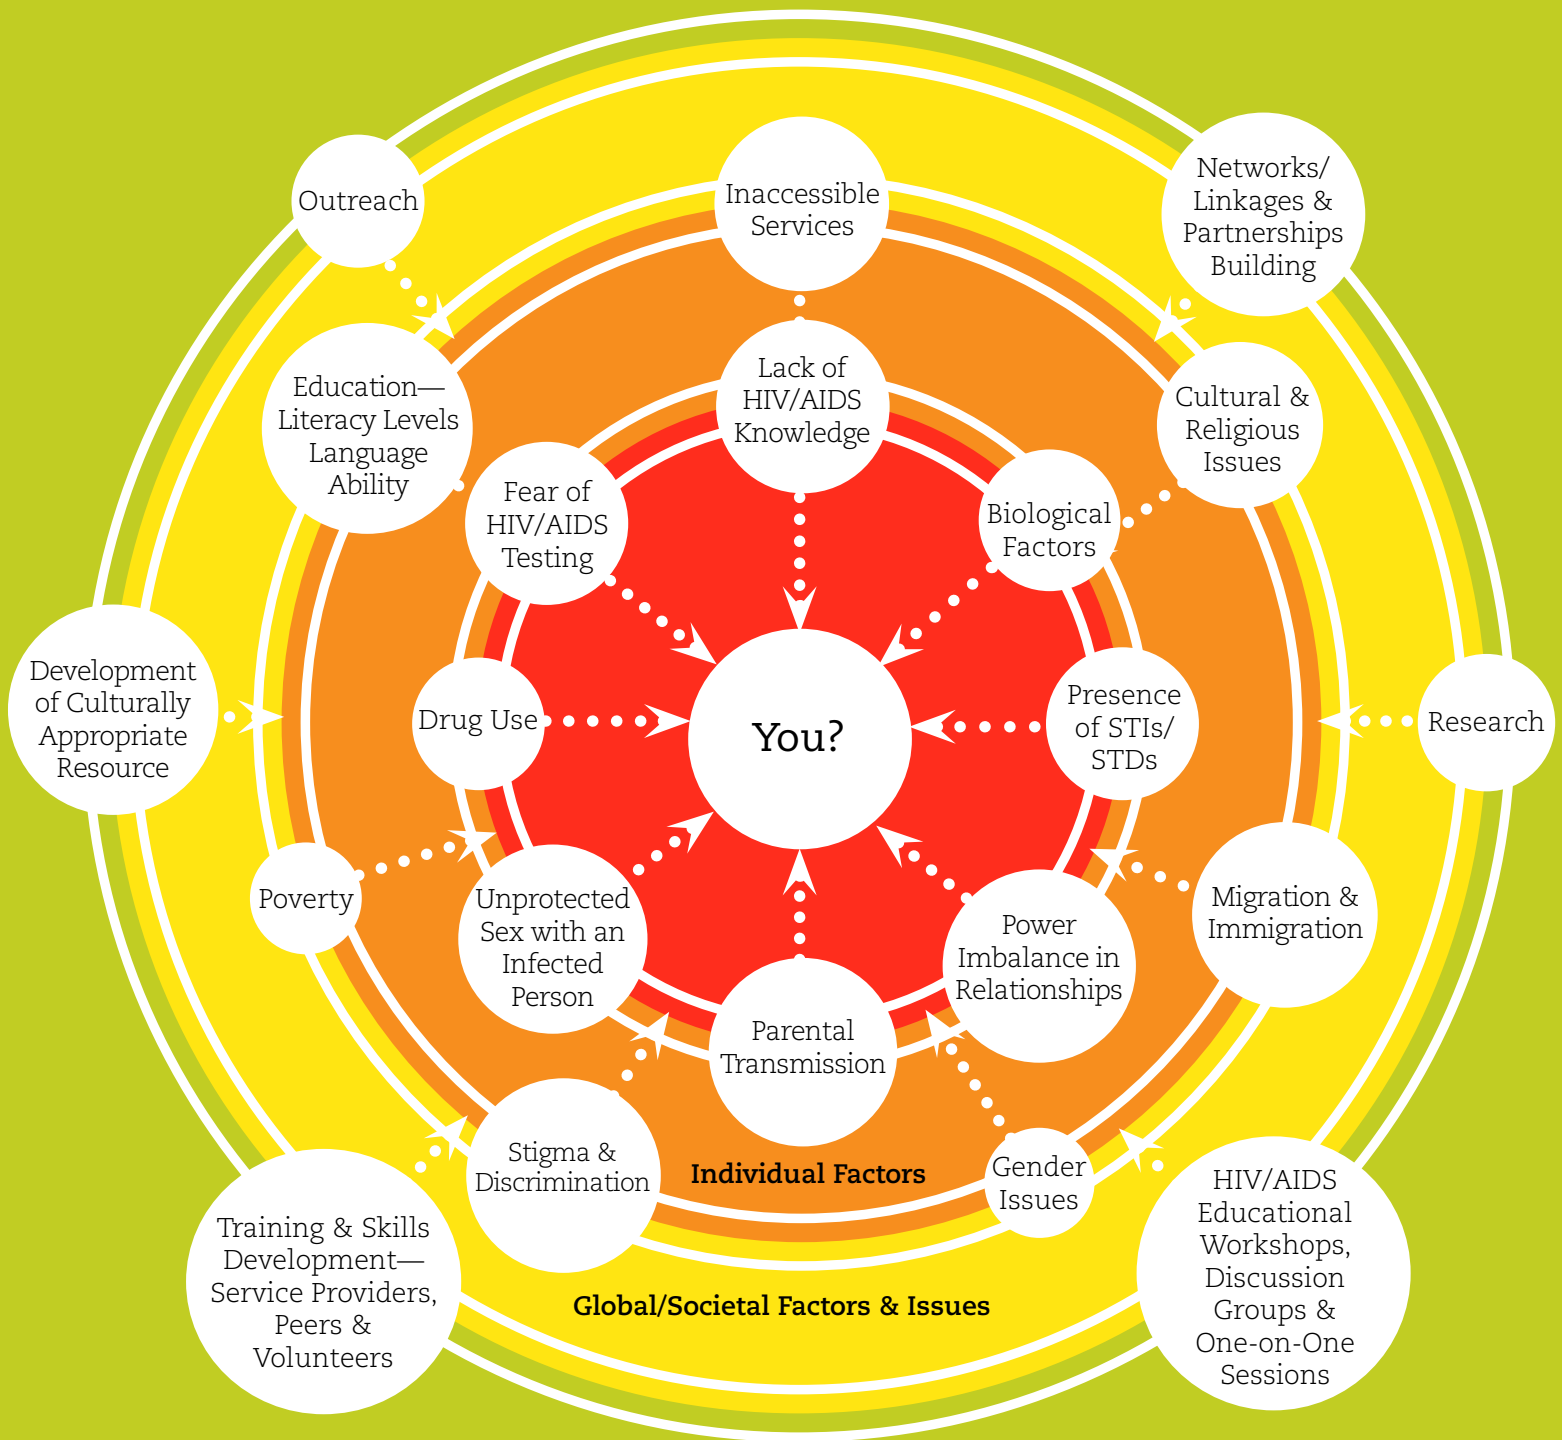 Outreach
Inaccessible
Services
Networks/
Linkages &
Partnerships
Building
Education—
Literacy Levels
Language
Ability
Lack of
HIV/AIDS
Knowledge
Cultural &
Religious
Issues
Fear of
HIV/AIDS
Testing
Biological
Factors
Development
of Culturally
Appropriate
Resource
Drug Use
You?
Presence
of STIs/
STDs
Research
Poverty
Unprotected
Sex with an
Infected
Person
Power
Imbalance in
Relationships
Migration &
Immigration
Parental
Transmission
Stigma &
Discrimination
Individual Factors
Gender
Issues
Training & Skills
Development—
Service Providers,
Peers &
Volunteers
Global/Societal Factors & Issues
HIV/AIDS
Educational
Workshops,
Discussion
Groups &
One-on-One
Sessions